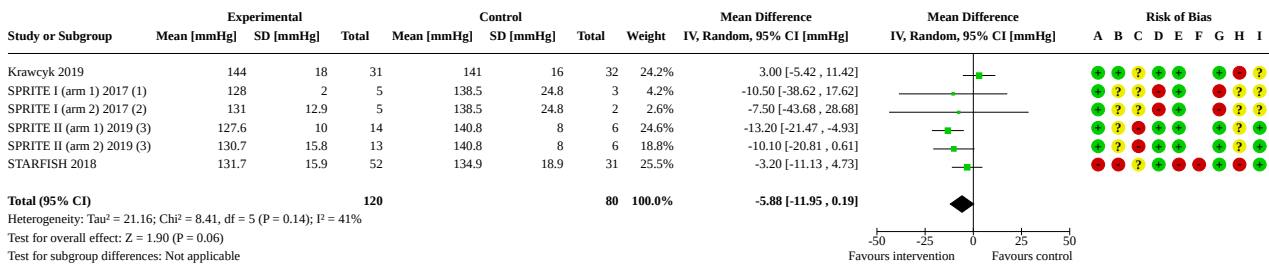 Experimental Control Mean Difference Mean Difference Risk of Bias
Study or Subgroup Mean [mmHg] SD [mmHg] Total Mean [mmHg] SD [mmHg] Total Weight IV, Random, 95% CI [mmHg] IV, Random, 95% CI [mmHg] A B C D E F G H I
Krawcyk 2019 144 18 31 141 16 32 24.2% 3.00 [-5.42 , 11.42] + + ? + + + - ?
SPRITE I (arm 1) 2017 (1) 128 2 5 138.5 24.8 3 4.1% -10.50 [-38.62 , 17.62] + ? ? - + - ? ?
SPRITE I (arm 2) 2017 (2) 131 12.9 5 138.5 24.8 2 2.6% -7.50 [-43.68 , 28.68] + ? ? - + - ? ?
SPRITE II (arm 1) 2019 (3) 127.6 10 14 140.8 8 6 24.6% -13.20 [-21.47 , -4.93] + ? - + + + ? +
SPRITE II (arm 2) 2019 (3) 130.7 15.8 13 140.8 8 6 18.8% -10.10 [-20.81 , 0.61] + ? - + + + ? +
STARFISH 2018 131.7 15.9 52 134.9 18.9 31 25.5% -3.20 [-11.13 , 4.73] - - ? + - - + - +
Total (95% CI) 120 80 100.0% -5.88 [-11.95 , 0.19]
Heterogeneity: Tau² = 21.16; Chi² = 8.41, df = 5 (P = 0.14); I² = 41%
Test for overall effect: Z = 1.90 (P = 0.06)
Test for subgroup differences: Not applicable
-50 -25 0 25 50
Favours intervention Favours control